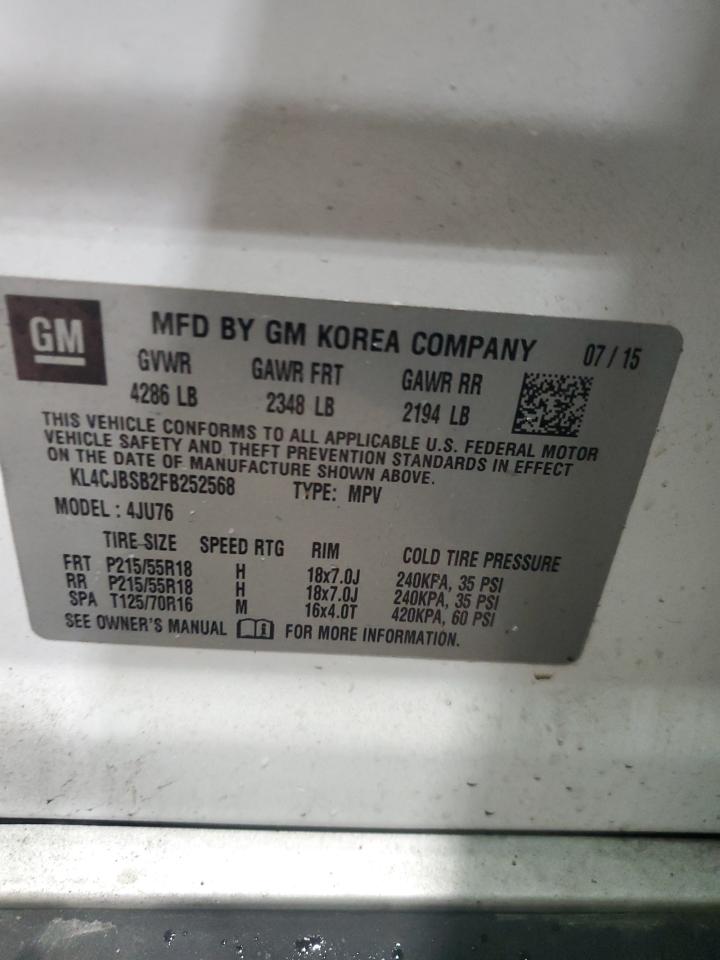 GM MFD BY GM KOREA COMPANY 07 / 15
GVWR GAWR FRT GAWR RR
4286 LB 2348 LB 2194 LB
THIS VEHICLE CONFORMS TO ALL APPLICABLE U.S. FEDERAL MOTOR
VEHICLE SAFETY AND THEFT PREVENTION STANDARDS IN EFFECT
ON THE DATE OF MANUFACTURE SHOWN ABOVE.
KL4CJBSB2FB252568 TYPE: MPV
MODEL : 4JU76
TIRE SIZE SPEED RTG RIM COLD TIRE PRESSURE
FRT P215/55R18 H 18x7.0J 240KPA, 35 PSI
RR P215/55R18 H 18x7.0J 240KPA, 35 PSI
SPA T125/70R16 M 16x4.0T 420KPA, 60 PSI
SEE OWNER'S MANUAL FOR MORE INFORMATION.